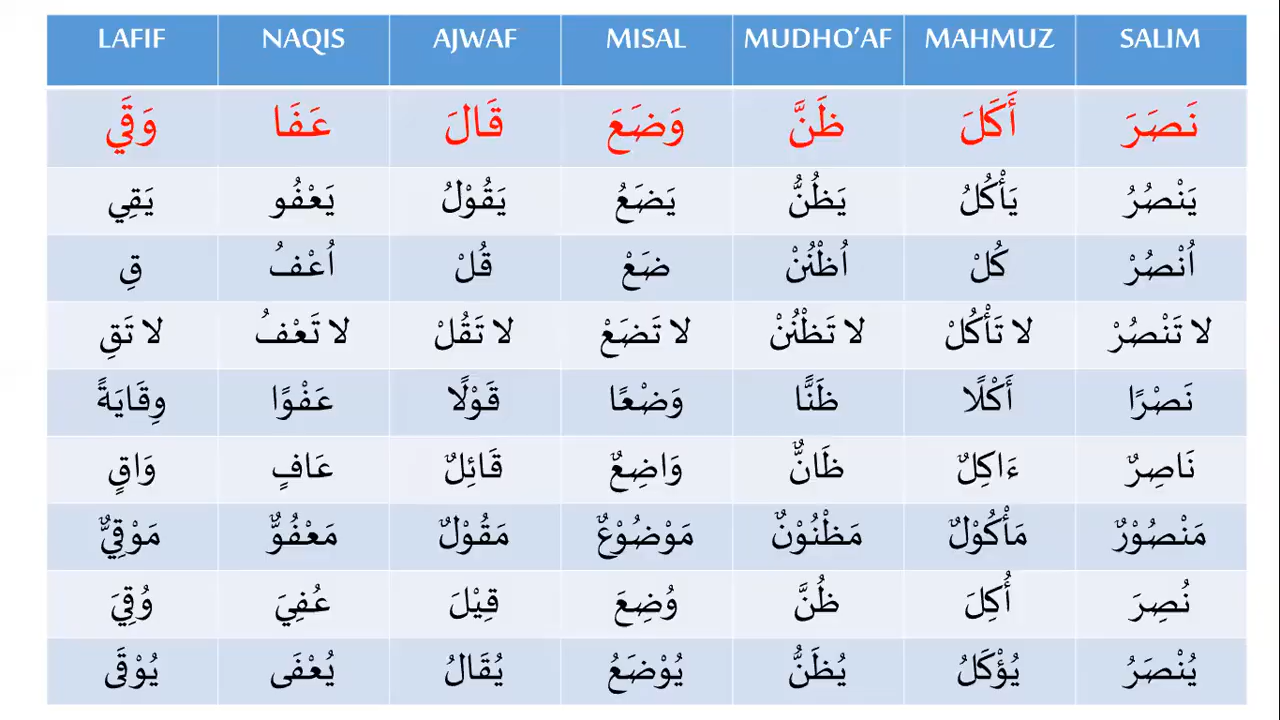 LAFIF NAQIS AJWAF MISAL MUDHO’AF MAHMUZ SALIM
نَصَرَ أَكَلَ ظَنَّ وَضَعَ قَالَ عَفَا وَقَي
يَنْصُرُ يَأْكُلُ يَظُنُّ يَضَعُ يَقُوْلُ يَعْفُو يَقِي
اُنْصُرْ كُلْ اُظْنُنْ ضَعْ قُلْ اُعْفُ قِ
لا تَنْصُرْ لا تَأْكُلْ لا تَظْنُنْ لا تَضَعْ لا تَقُلْ لا تَعْفُ لا تَقِ
نَصْرًا أَكْلًا ظَنًّا وَضْعًا قَوْلًا عَفْوًا وِقَايَةً
نَاصِرٌ ءَاكِلٌ ظَانٌّ وَاضِعٌ قَائِلٌ عَافٍ وَاقٍ
مَنْصُوْرٌ مَأْكُوْلٌ مَظْنُوْنٌ مَوْضُوْعٌ مَقُوْلٌ مَعْفُوٌّ مَوْقِيٌّ
نُصِرَ أُكِلَ ظُنَّ وُضِعَ قِيْلَ عُفِيَ وُقِيَ
يُنْصَرُ يُؤْكَلُ يُظَنُّ يُوْضَعُ يُقَالُ يُعْفَى يُوْقَى